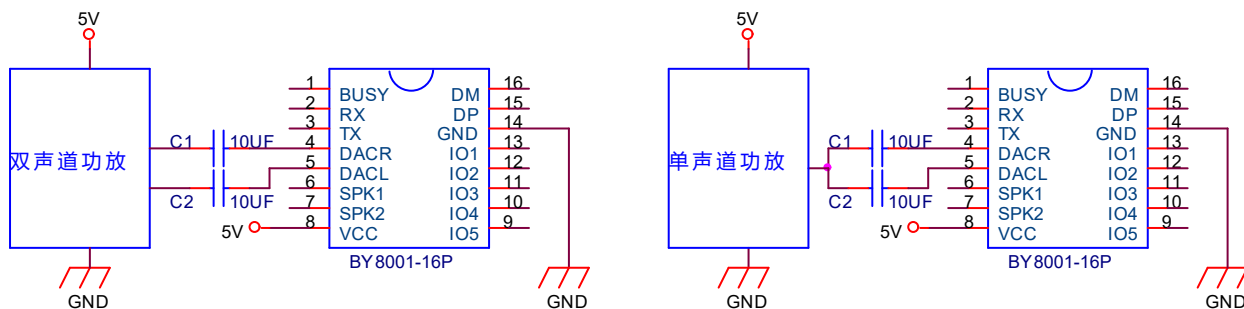 5V
双声道功放
C1 10UF
C2 10UF
5V
GND
1 BUSY DM 16
2 RX DP 15
3 TX GND 14
4 DACR IO1 13
5 DACL IO2 12
6 SPK1 IO3 11
7 SPK2 IO4 10
8 VCC IO5 9
BY8001-16P
GND
5V
单声道功放
C1 10UF
C2 10UF
5V
GND
1 BUSY DM 16
2 RX DP 15
3 TX GND 14
4 DACR IO1 13
5 DACL IO2 12
6 SPK1 IO3 11
7 SPK2 IO4 10
8 VCC IO5 9
BY8001-16P
GND